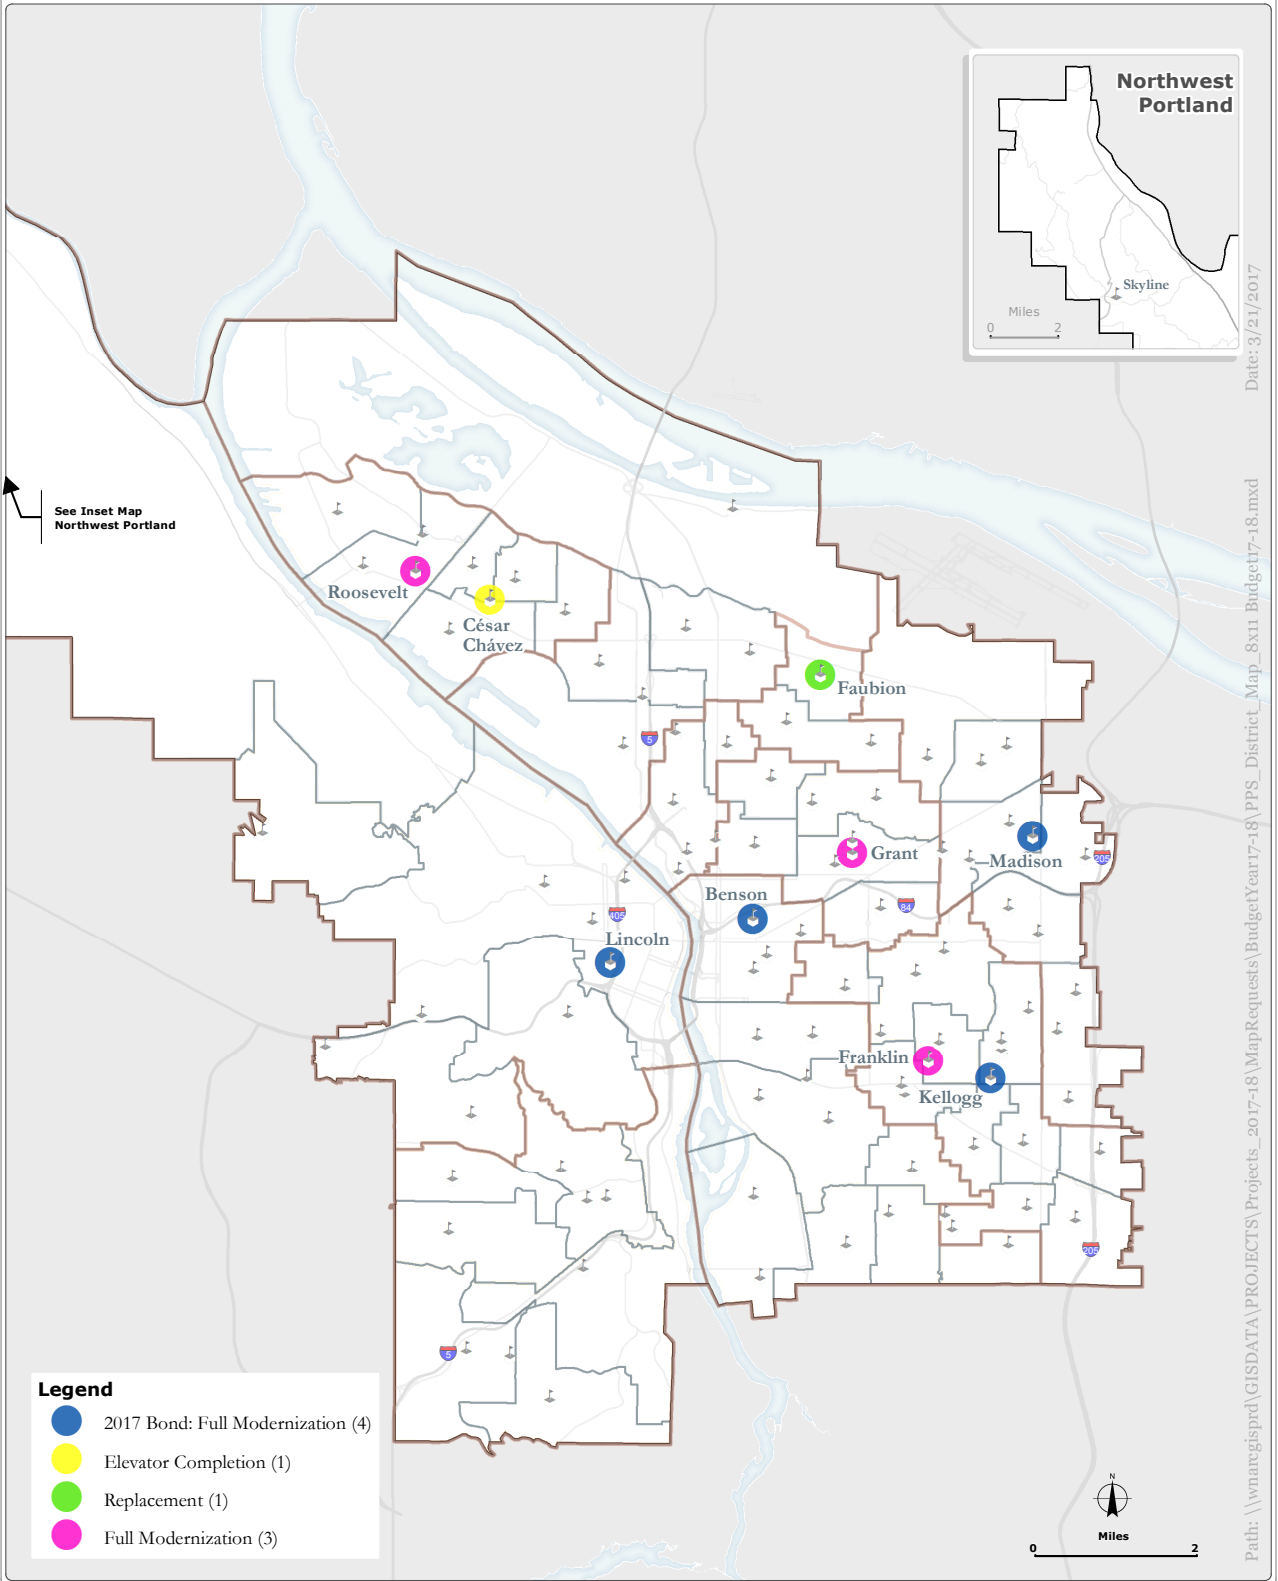 Northwest
Portland
Skyline
Miles
0 2
Date: 3/21/2017
See Inset Map
Northwest Portland
Roosevelt
César
Chávez
Faubion
5
Grant
Madison
205
Benson
84
405
Lincoln
Franklin
Kellogg
205
5
Legend
2017 Bond: Full Modernization (4)
Elevator Completion (1)
Replacement (1)
Full Modernization (3)
N
Miles
0 2
Path: \\wnarcgisprd\GISDATA\PROJECTS\Projects_2017-18\MapRequests\BudgetYear17-18\PPS_District_Map_8x11 Budget17-18.mxd